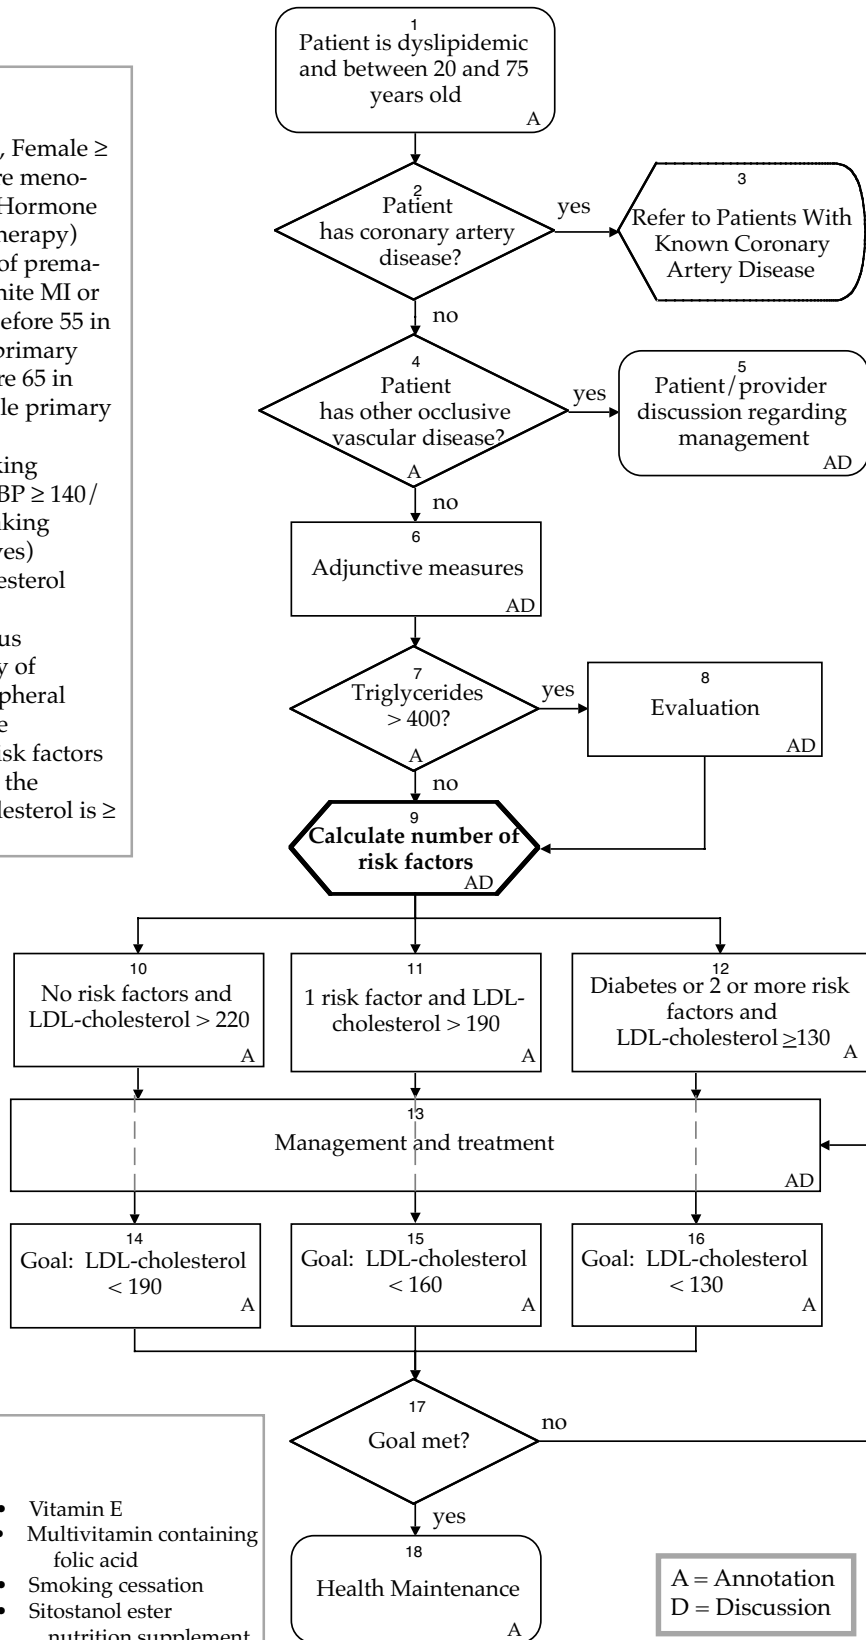 1
Patient is dyslipidemic
and between 20 and 75
years old
A
2
Patient
has coronary artery
disease?
yes
3
Refer to Patients With
Known Coronary
Artery Disease
no
4
Patient
has other occlusive
vascular disease?
A
yes
5
Patient/provider
discussion regarding
management
AD
no
6
Adjunctive measures
AD
7
Triglycerides
> 400?
A
yes
8
Evaluation
AD
no
9
Calculate number of
risk factors
AD
10
No risk factors and
LDL-cholesterol > 220
A
11
1 risk factor and LDL-
cholesterol > 190
A
12
Diabetes or 2 or more risk
factors and
LDL-cholesterol ≥130
A
13
Management and treatment
AD
14
Goal: LDL-cholesterol
< 190
A
15
Goal: LDL-cholesterol
< 160
A
16
Goal: LDL-cholesterol
< 130
A
17
Goal met?
no
yes
18
Health Maintenance
A
, Female ≥
re meno-
Hormone
herapy)
of prema-
nite MI or
efore 55 in
primary
re 65 in
le primary
king
BP ≥ 140/
king
ves)
esterol
us
y of
pheral
e
isk factors
the
lesterol is ≥
• Vitamin E
• Multivitamin containing
folic acid
• Smoking cessation
• Sitostanol ester
nutrition supplement
A = Annotation
D = Discussion